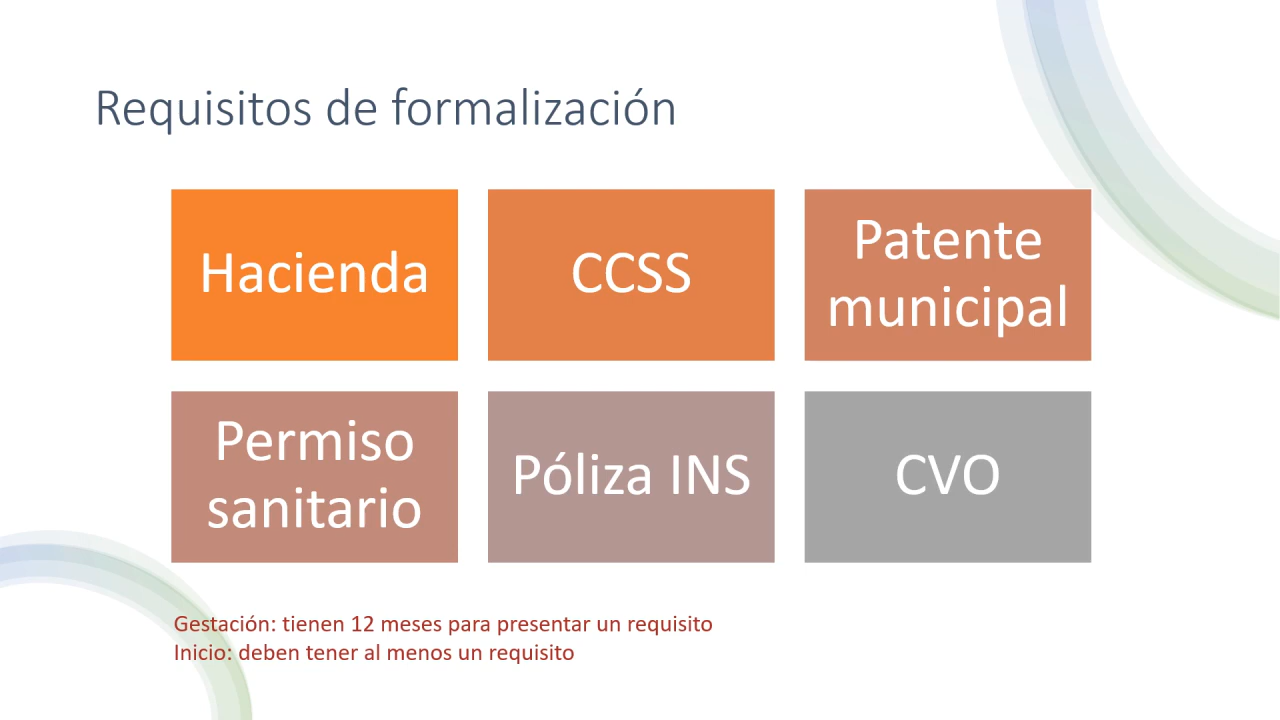 Requisitos de formalización
Hacienda
CCSS
Patente
municipal
Permiso
sanitario
Póliza INS
CVO
Gestación: tienen 12 meses para presentar un requisito
Inicio: deben tener al menos un requisito